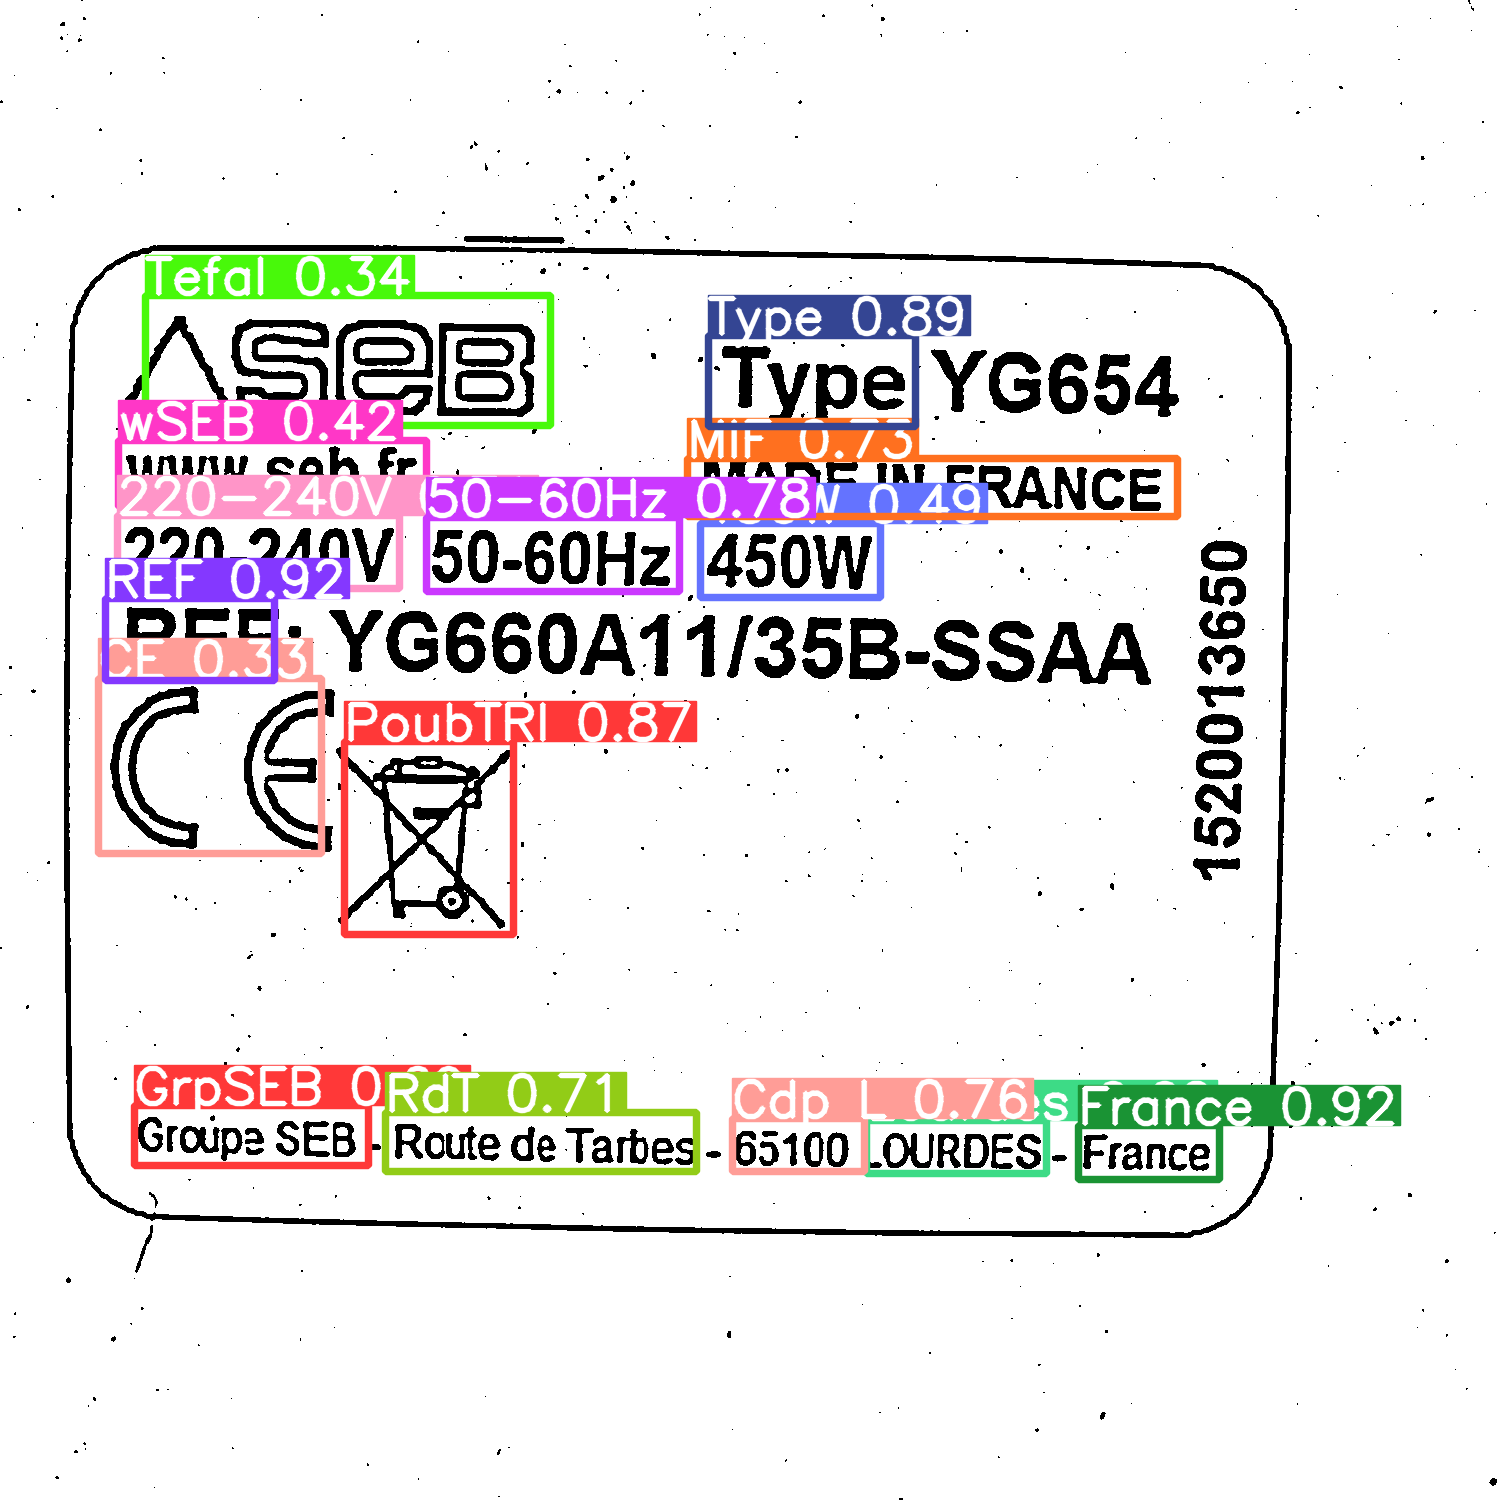 Tefal 0.34
SEB
Type 0.89
Type YG654
wSEB 0.42
www.seb.fr
MIF 0.73
MADE IN FRANCE
220-240V
50-60Hz 0.78
0.49
220-240V 50-60Hz 450W
REF 0.92
REF: YG660A11/35B-SSAA
CE 0.33
CE
PoubTRI 0.87
1520013650
GrpSEB
RdT 0.71
Cdp L 0.76
France 0.92
Groupe SEB - Route de Tarbes - 65100 LOURDES - France